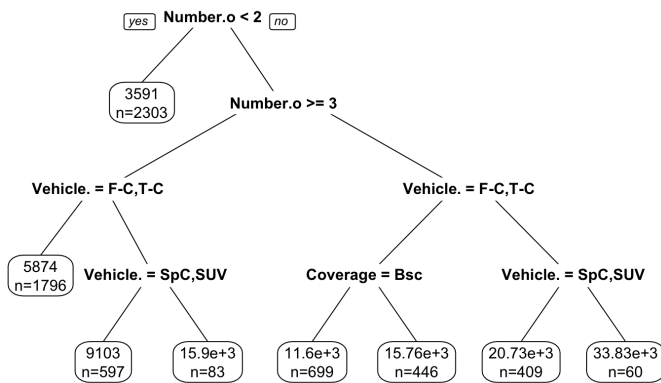 yes Number.o < 2 no
3591
n=2303
Number.o >= 3
Vehicle. = F-C,T-C
Vehicle. = F-C,T-C
5874
n=1796
Vehicle. = SpC,SUV
Coverage = Bsc
Vehicle. = SpC,SUV
9103
n=597
15.9e+3
n=83
11.6e+3
n=699
15.76e+3
n=446
20.73e+3
n=409
33.83e+3
n=60